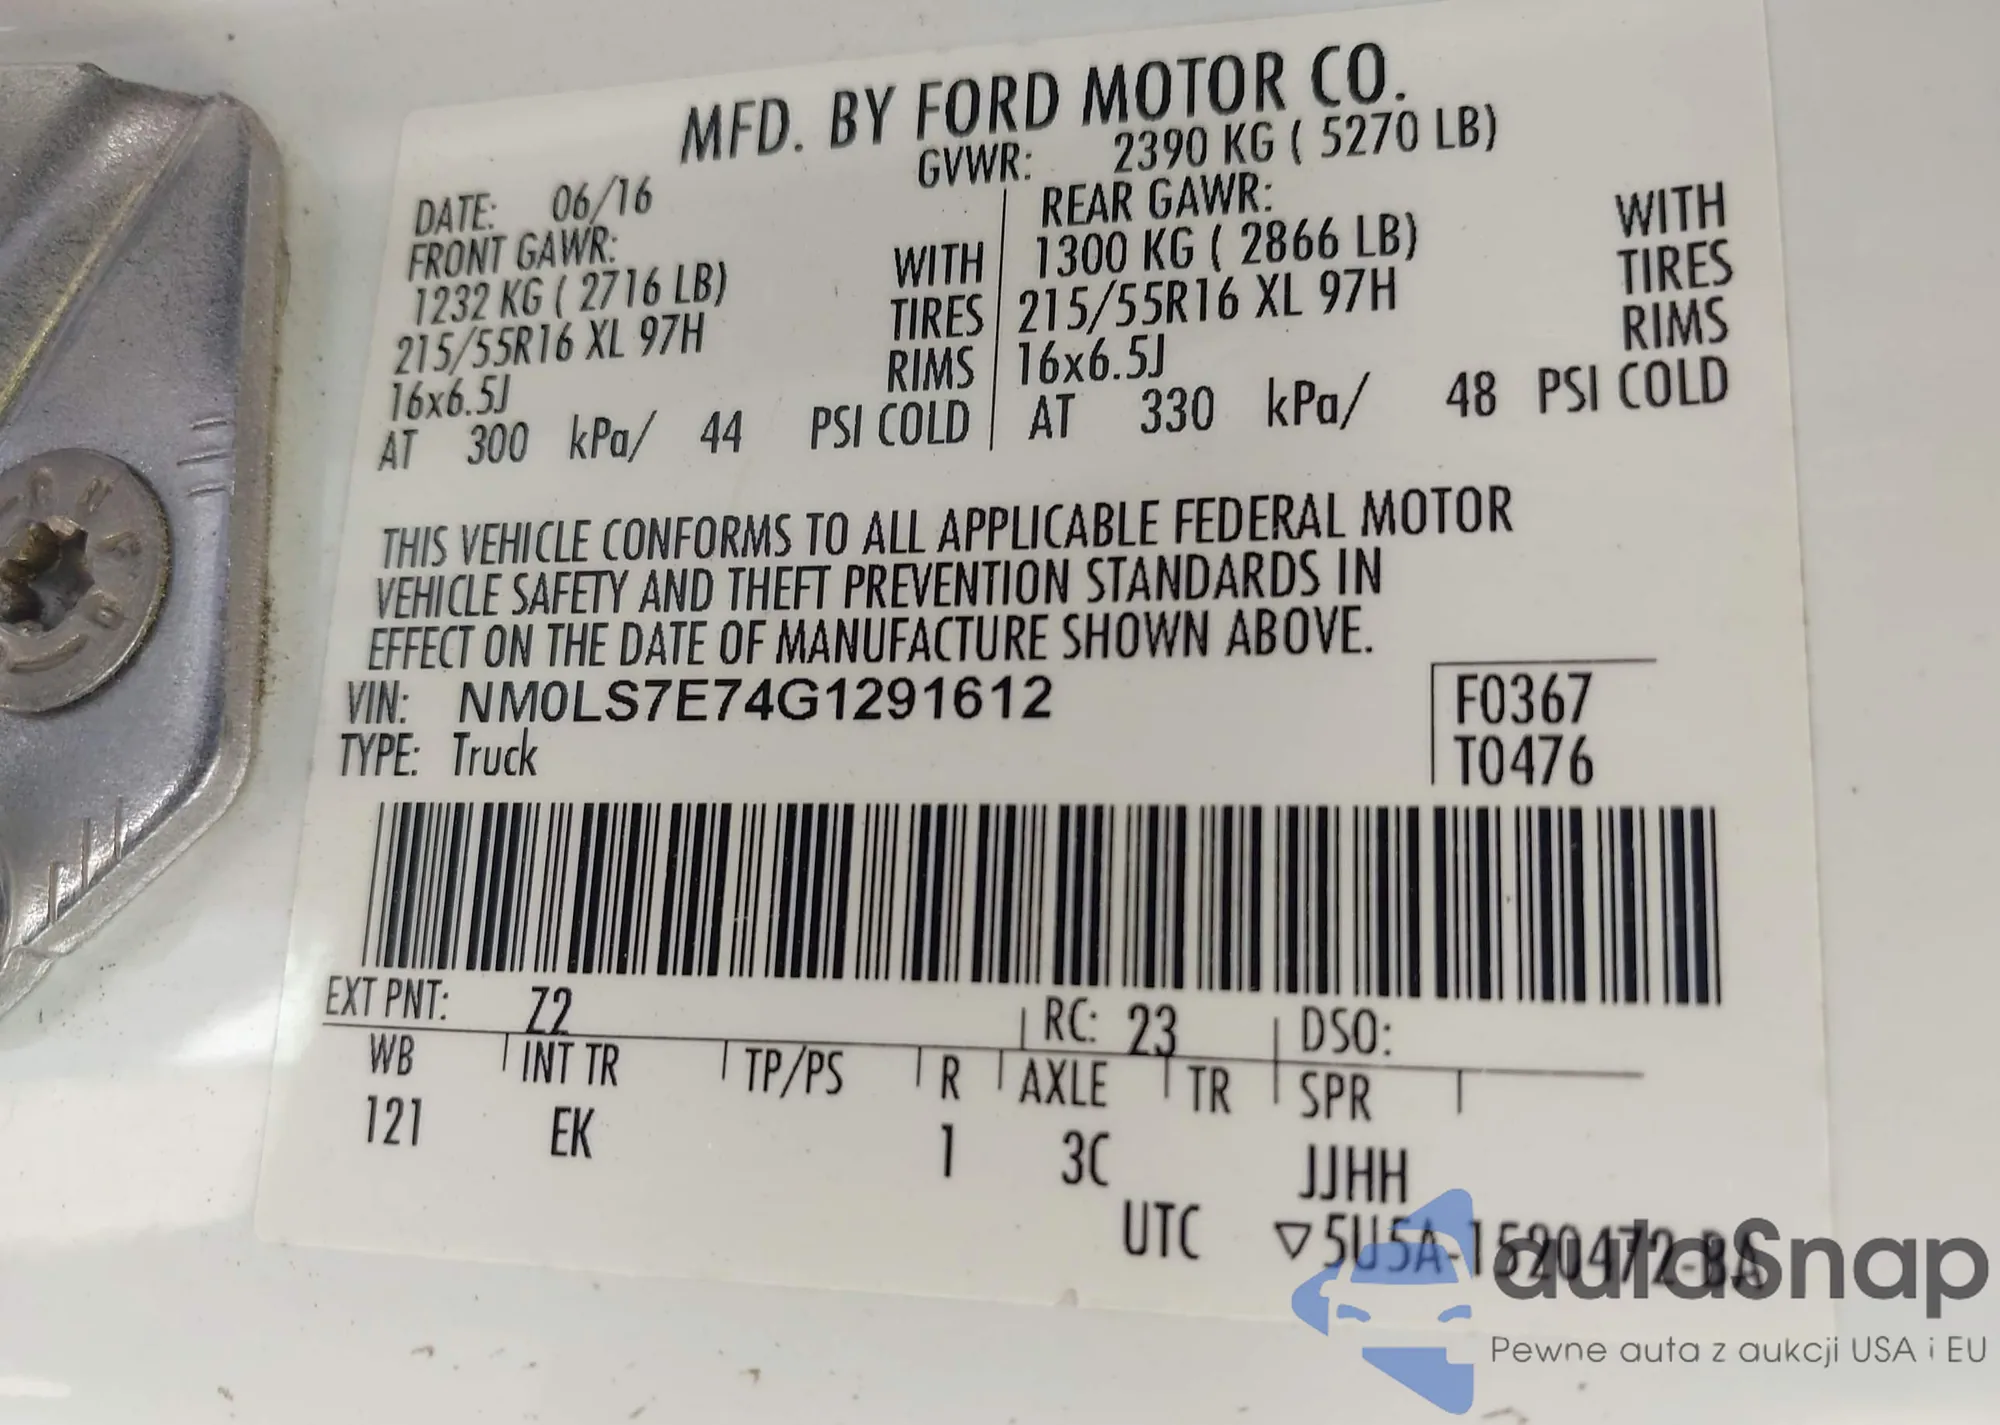 MFD. BY FORD MOTOR CO.
DATE: 06/16 GVWR: 2390 KG ( 5270 LB)
FRONT GAWR: REAR GAWR:
1232 KG ( 2716 LB) WITH 1300 KG ( 2866 LB) WITH
215/55R16 XL 97H TIRES 215/55R16 XL 97H TIRES
16x6.5J RIMS 16x6.5J RIMS
AT 300 kPa/ 44 PSI COLD AT 330 kPa/ 48 PSI COLD
THIS VEHICLE CONFORMS TO ALL APPLICABLE FEDERAL MOTOR
VEHICLE SAFETY AND THEFT PREVENTION STANDARDS IN
EFFECT ON THE DATE OF MANUFACTURE SHOWN ABOVE.
VIN: NM0LS7E74G1291612 F0367
TYPE: Truck T0476
EXT PNT: Z2 RC: 23 DSO:
WB INT TR TP/PS R AXLE TR SPR
121 EK 1 3C JJHH
UTC ▽5U5A-1520472-BA
autoSnap
Pewne auta z aukcji USA i EU